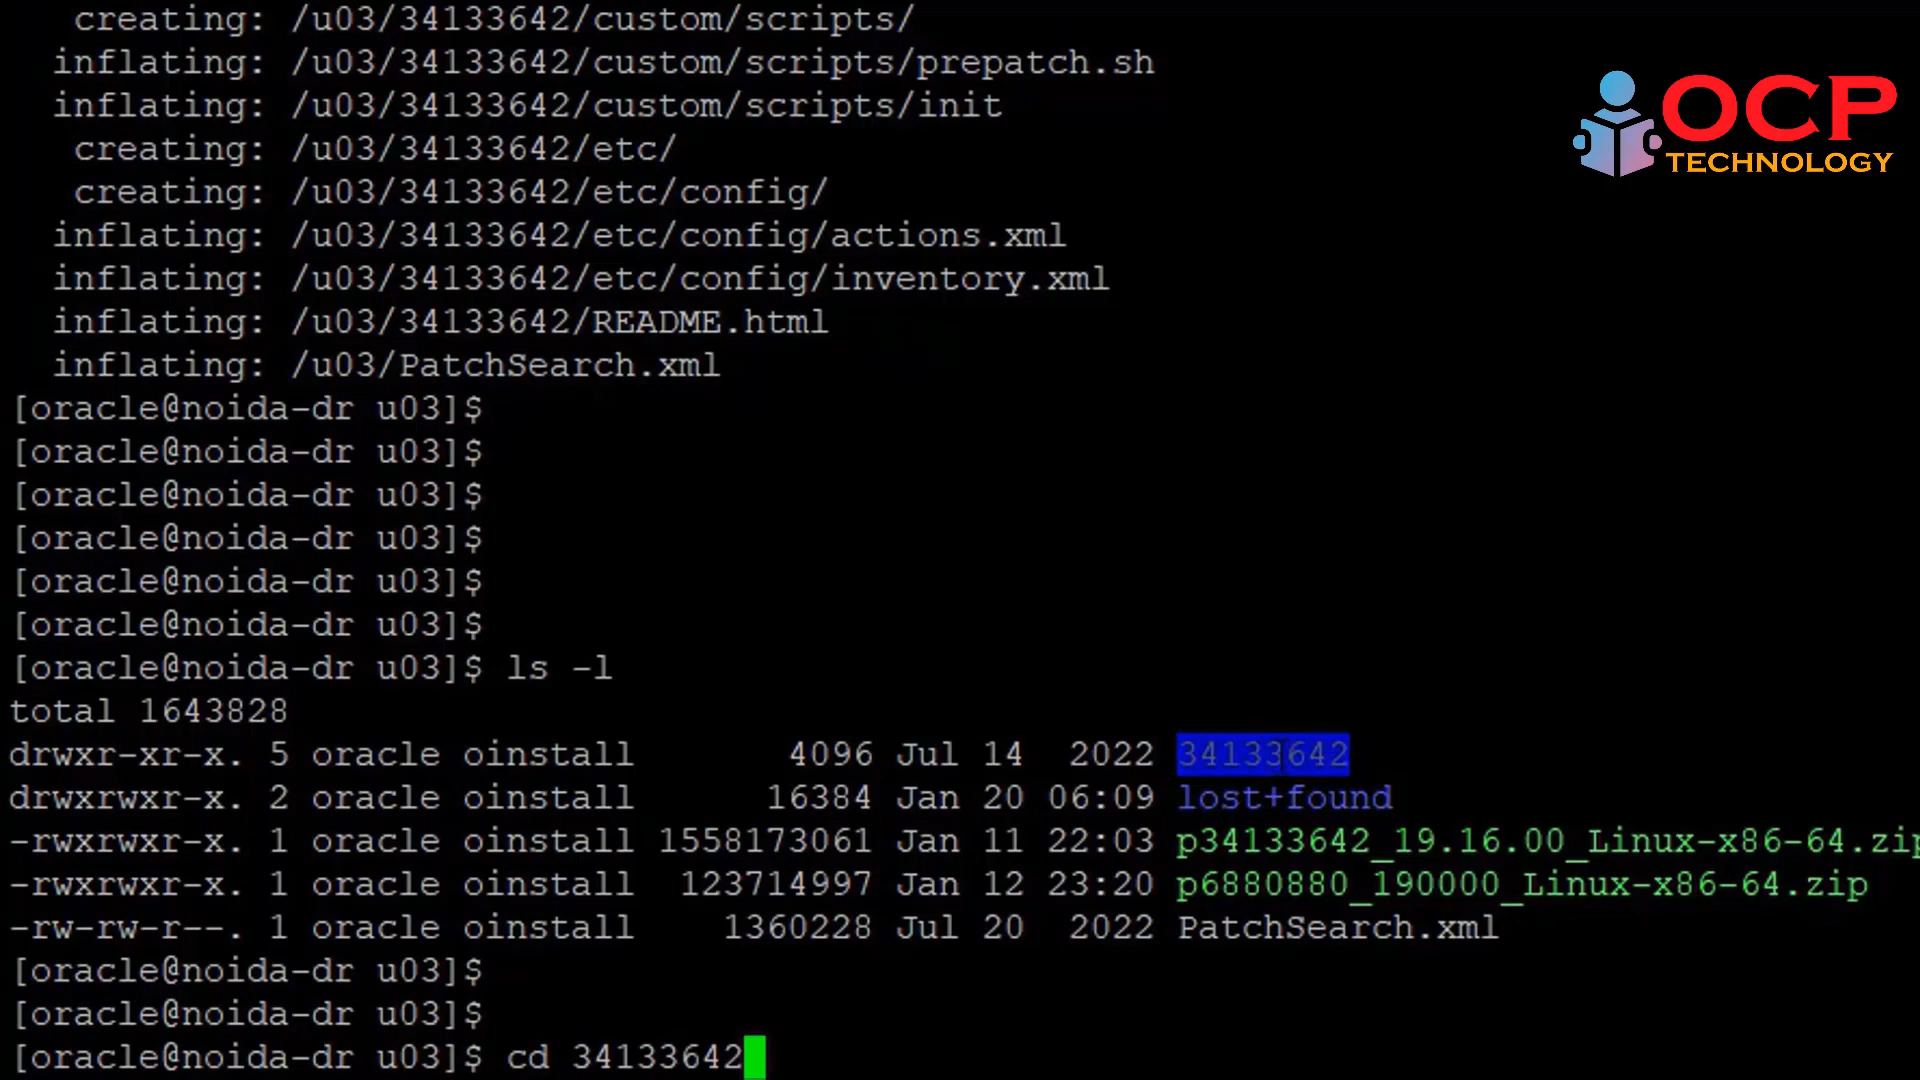 creating: /u03/34133642/custom/scripts/
inflating: /u03/34133642/custom/scripts/prepatch.sh
inflating: /u03/34133642/custom/scripts/init
creating: /u03/34133642/etc/
creating: /u03/34133642/etc/config/
inflating: /u03/34133642/etc/config/actions.xml
inflating: /u03/34133642/etc/config/inventory.xml
inflating: /u03/34133642/README.html
inflating: /u03/PatchSearch.xml
[oracle@noida-dr u03]$
[oracle@noida-dr u03]$
[oracle@noida-dr u03]$
[oracle@noida-dr u03]$
[oracle@noida-dr u03]$
[oracle@noida-dr u03]$
[oracle@noida-dr u03]$ ls -l
total 1643828
drwxr-xr-x. 5 oracle oinstall 4096 Jul 14 2022 34133642
drwxrwxr-x. 2 oracle oinstall 16384 Jan 20 06:09 lost+found
-rwxrwxr-x. 1 oracle oinstall 1558173061 Jan 11 22:03 p34133642_19.16.00_Linux-x86-64.zip
-rwxrwxr-x. 1 oracle oinstall 123714997 Jan 12 23:20 p6880880_190000_Linux-x86-64.zip
-rw-rw-r--. 1 oracle oinstall 1360228 Jul 20 2022 PatchSearch.xml
[oracle@noida-dr u03]$
[oracle@noida-dr u03]$
[oracle@noida-dr u03]$ cd 34133642
OCP
TECHNOLOGY